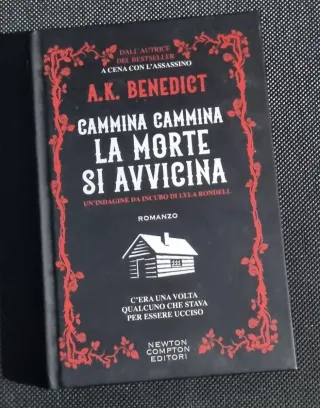 DALL'AUTRICE
DEL BESTSELLER
A CENA CON L'ASSASSINO
A.K. BENEDICT
CAMMINA CAMMINA
LA MORTE
SI AVVICINA
UN'INDAGINE DA INCUBO DI LYLA RONDELL
ROMANZO
C'ERA UNA VOLTA
QUALCUNO CHE STAVA
PER ESSERE UCCISO
NEWTON
COMPTON
EDITORI